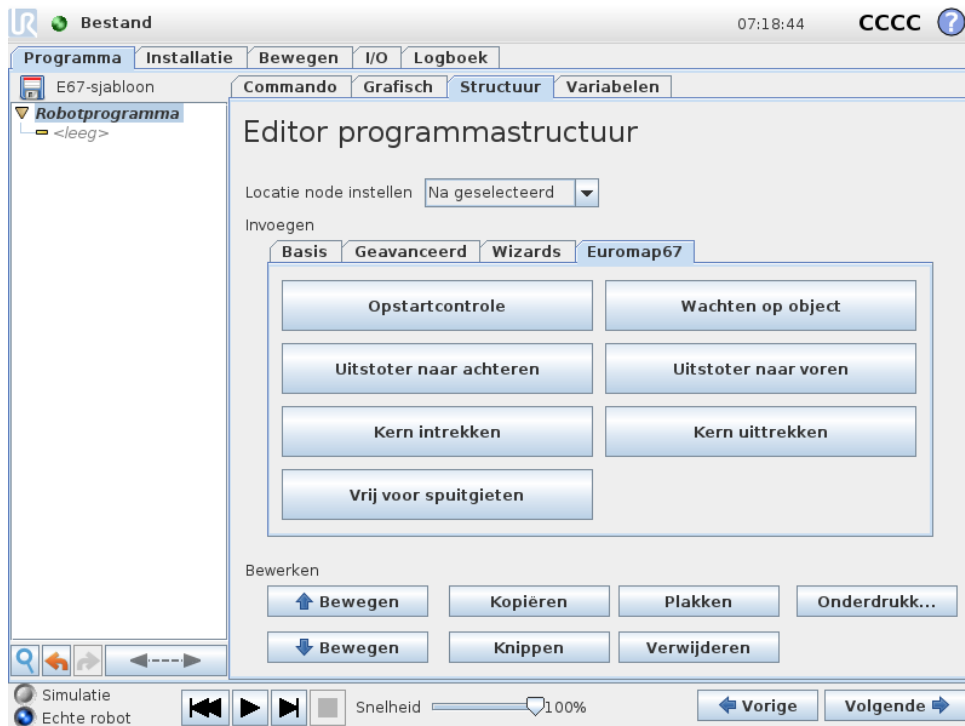 UR Bestand 07:18:44 CCCC ?
Programma Installatie Bewegen I/O Logboek
E67-sjabloon
Commando Grafisch Structuur Variabelen
Robotprogramma
<leeg>
Editor programmastructuur
Locatie node instellen Na geselecteerd
Invoegen
Basis Geavanceerd Wizards Euromap67
Opstartcontrole Wachten op object
Uitstoter naar achteren Uitstoter naar voren
Kern intrekken Kern uittrekken
Vrij voor spuitgieten
Bewerken
Bewegen Kopiëren Plakken Onderdrukk...
Bewegen Knippen Verwijderen
Simulatie
Echte robot
Snelheid 100%
Vorige Volgende